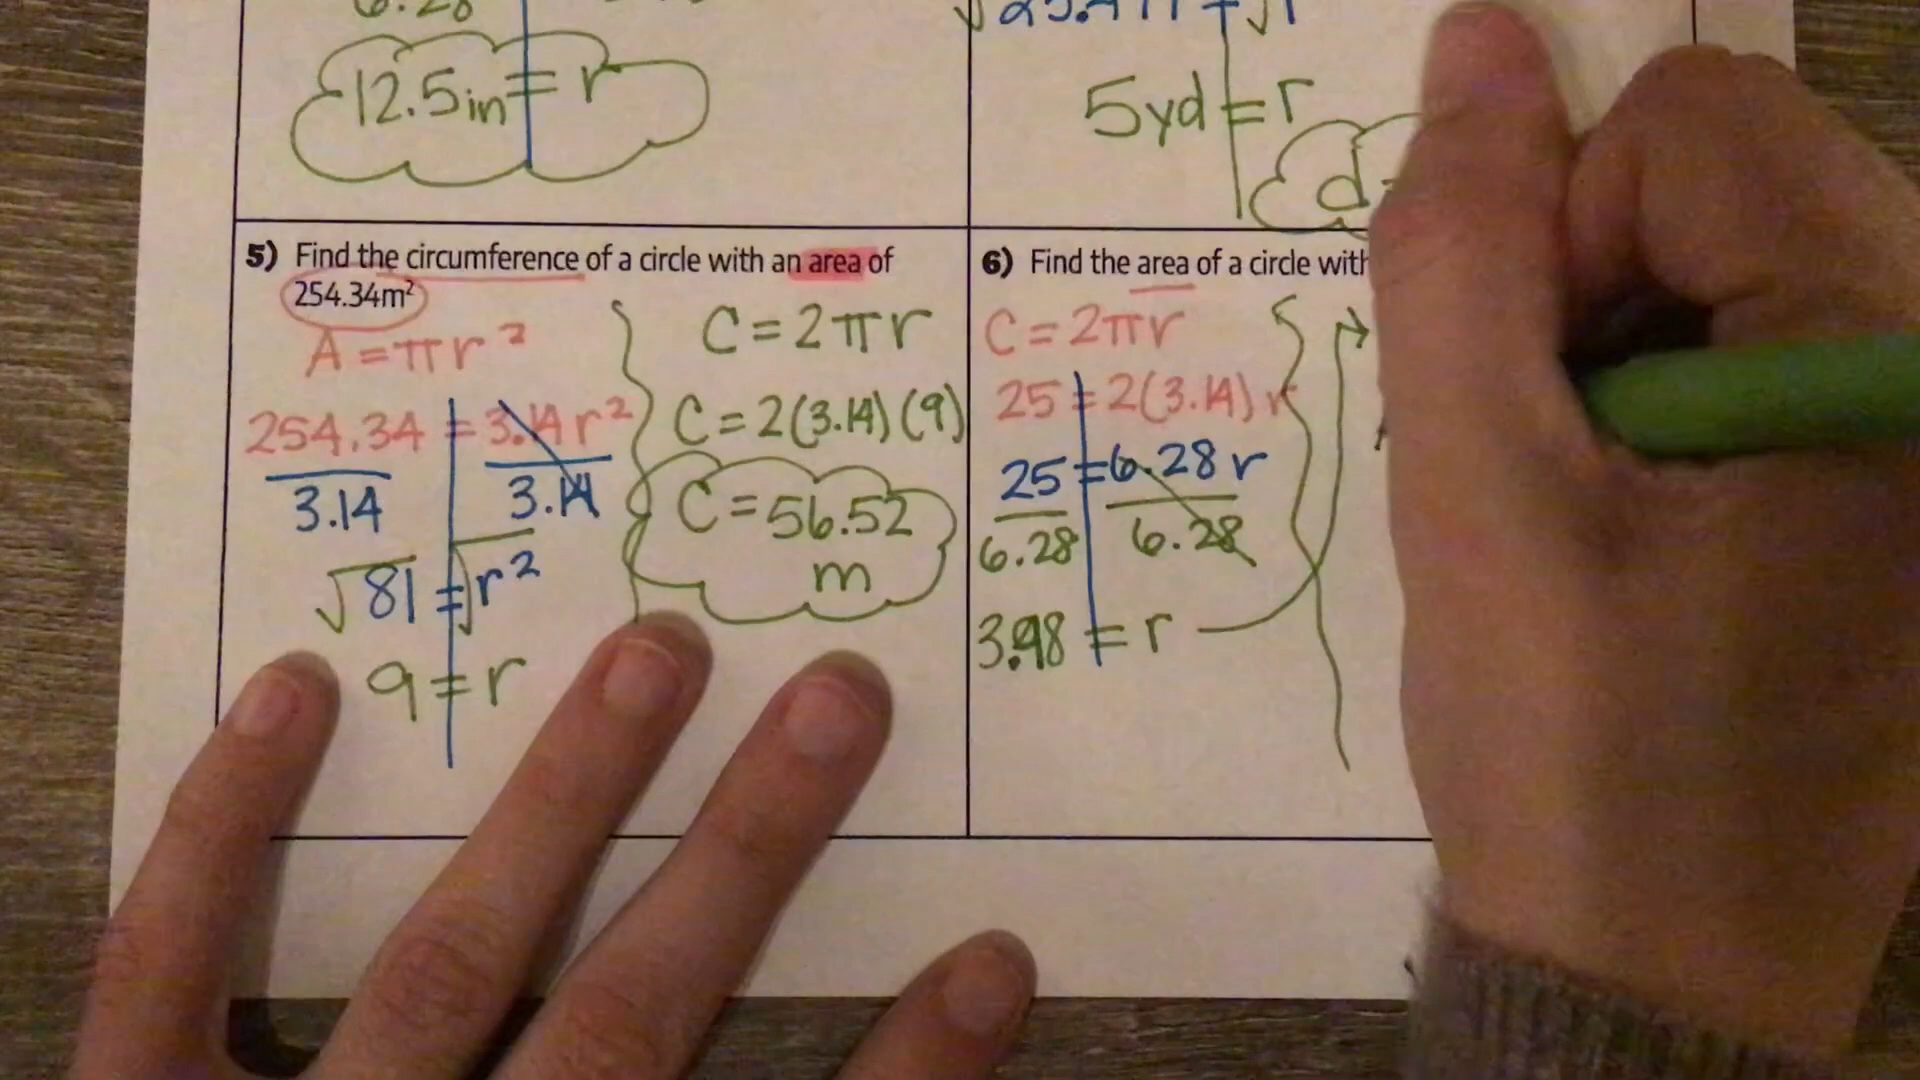 12.5in = r
5yd = r
d
5) Find the circumference of a circle with an area of
254.34m²
A = πr²
254.34 = 3.14r²
3.14 3.14
√81 = √r²
9 = r
C = 2πr
C = 2(3.14)(9)
C = 56.52
m
6) Find the area of a circle with
C = 2πr
25 = 2(3.14)r
25 = 6.28r
6.28 6.28
3.98 = r